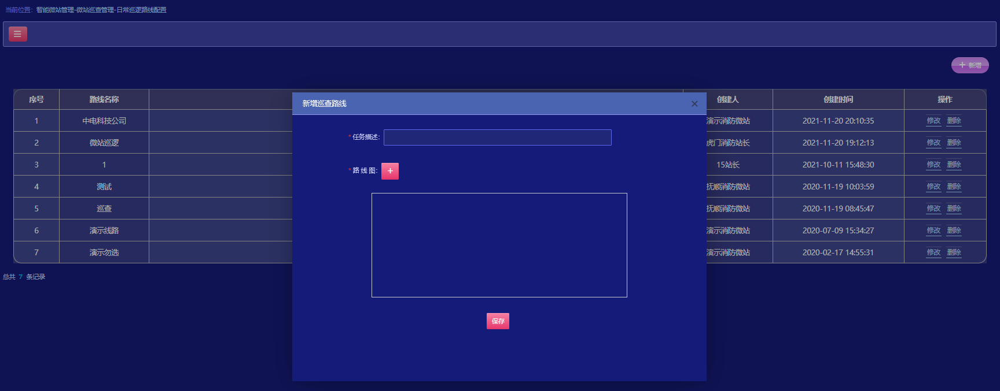 当前位置：智能微站管理-微站巡查管理-日常巡逻路线配置
+ 新增
序号 路线名称 创建人 创建时间 操作
新增巡查路线
1 中电科技公司 演示消防微站 2021-11-20 20:10:35 修改 删除
*任务描述：
2 微站巡逻 虎门消防站长 2021-11-20 19:12:13 修改 删除
3 1 15站长 2021-10-11 15:48:30 修改 删除
*路 线 图： +
4 测试 抚顺消防微站 2020-11-19 10:03:59 修改 删除
5 巡查 抚顺消防微站 2020-11-19 08:45:47 修改 删除
6 演示线路 演示消防微站 2020-07-09 15:34:27 修改 删除
7 演示勿选 演示消防微站 2020-02-17 14:55:31 修改 删除
总共 7 条记录
保存